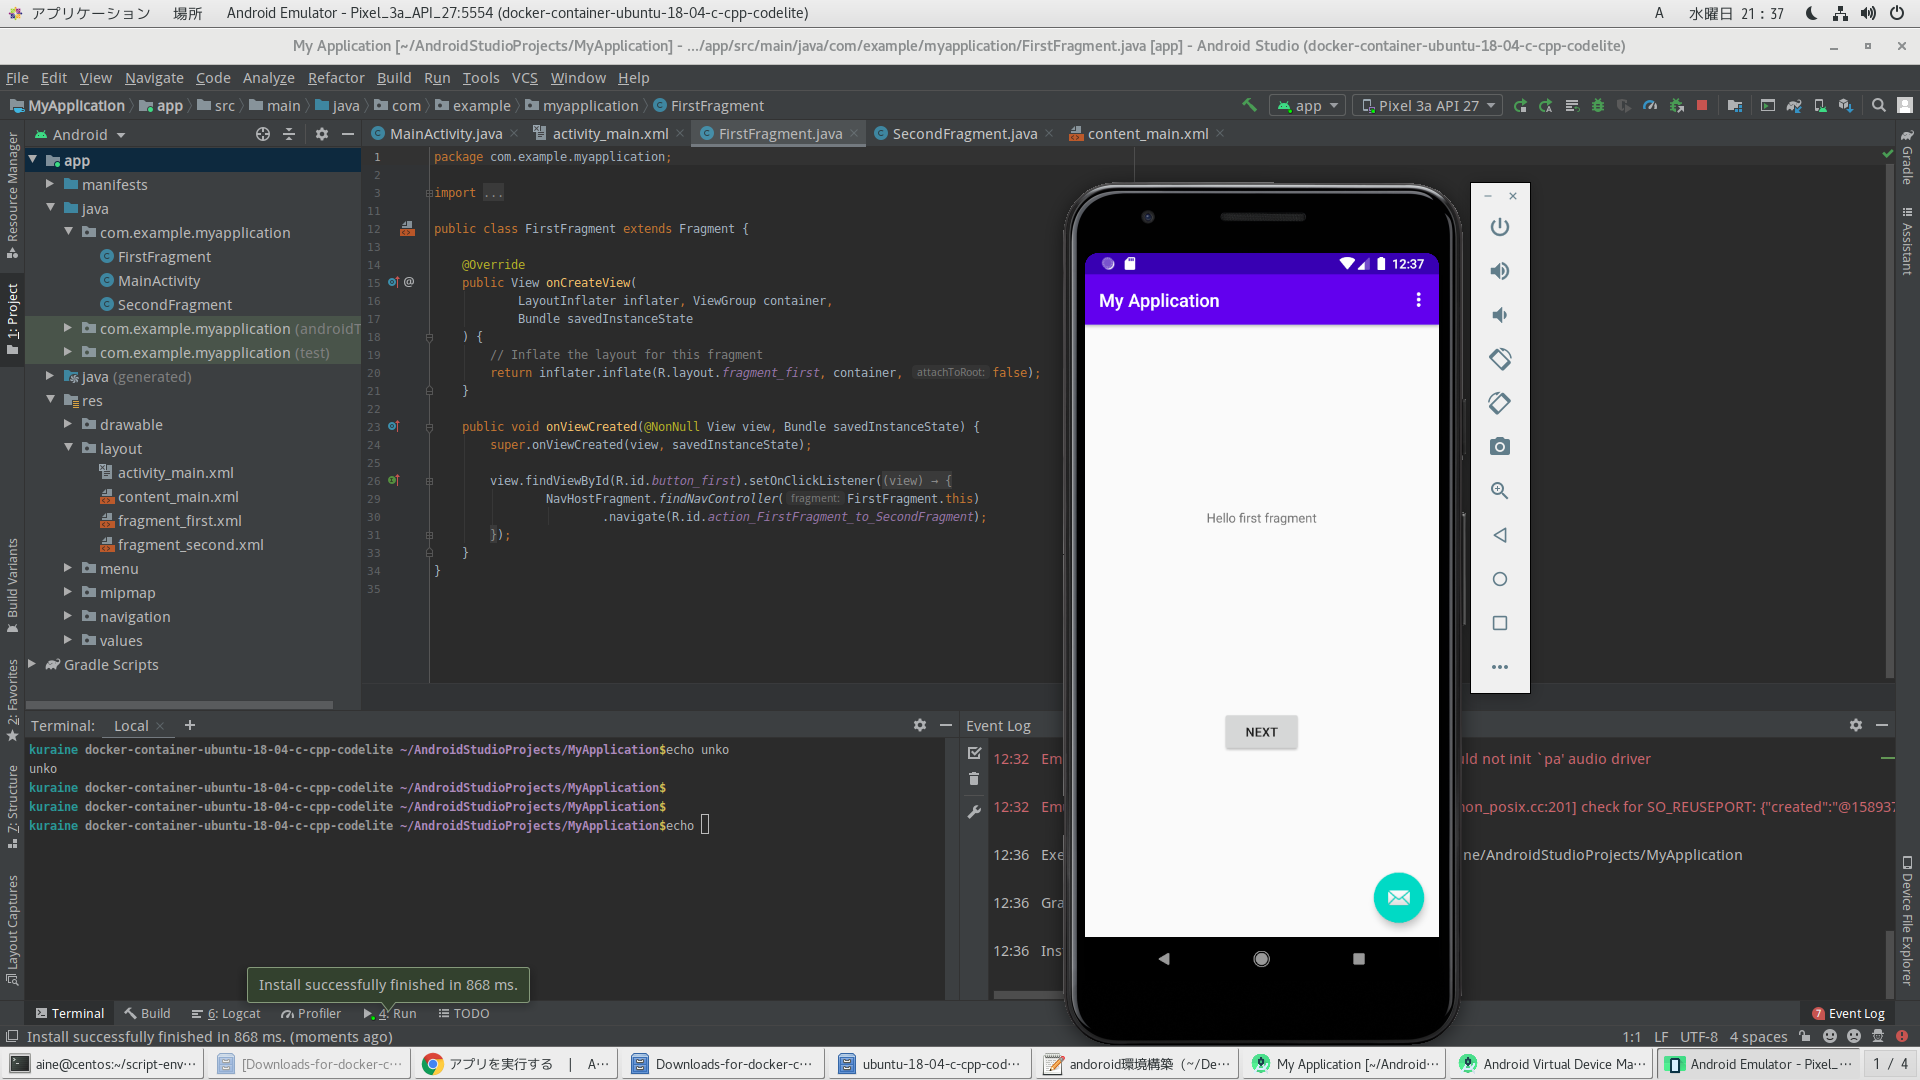 アプリケーション 場所 Android Emulator - Pixel_3a_API_27:5554 (docker-container-ubuntu-18-04-c-cpp-codelite) A 水曜日 21：37
My Application [~/AndroidStudioProjects/MyApplication] - .../app/src/main/java/com/example/myapplication/FirstFragment.java [app] - Android Studio (docker-container-ubuntu-18-04-c-cpp-codelite)
File Edit View Navigate Code Analyze Refactor Build Run Tools VCS Window Help
MyApplication app src main java com example myapplication FirstFragment app Pixel 3a API 27
Android MainActivity.java activity_main.xml FirstFragment.java SecondFragment.java content_main.xml
Resource Manager
1: Project
Build Variants
2: Favorites
7: Structure
Layout Captures
app
manifests
java
com.example.myapplication
FirstFragment
MainActivity
SecondFragment
com.example.myapplication (androidT
com.example.myapplication (test)
java (generated)
res
drawable
layout
activity_main.xml
content_main.xml
fragment_first.xml
fragment_second.xml
menu
mipmap
navigation
values
Gradle Scripts
1 package com.example.myapplication;
2
3 import ...
11
12 public class FirstFragment extends Fragment {
13
14 @Override
15 @ public View onCreateView(
16 LayoutInflater inflater, ViewGroup container,
17 Bundle savedInstanceState
18 ) {
19 // Inflate the layout for this fragment
20 return inflater.inflate(R.layout.fragment_first, container, attachToRoot: false);
21 }
22
23 public void onViewCreated(@NonNull View view, Bundle savedInstanceState) {
24 super.onViewCreated(view, savedInstanceState);
25
26 view.findViewById(R.id.button_first).setOnClickListener((view) → {
29 NavHostFragment.findNavController( fragment: FirstFragment.this)
30 .navigate(R.id.action_FirstFragment_to_SecondFragment);
31 });
33 }
34 }
35
12:37
My Application
Hello first fragment
NEXT
Gradle
Assistant
Device File Explorer
Terminal: Local
kuraine docker-container-ubuntu-18-04-c-cpp-codelite ~/AndroidStudioProjects/MyApplication$echo unko
unko
kuraine docker-container-ubuntu-18-04-c-cpp-codelite ~/AndroidStudioProjects/MyApplication$
kuraine docker-container-ubuntu-18-04-c-cpp-codelite ~/AndroidStudioProjects/MyApplication$
kuraine docker-container-ubuntu-18-04-c-cpp-codelite ~/AndroidStudioProjects/MyApplication$echo
Event Log
12:32 Em ld not init `pa' audio driver
12:32 Em on_posix.cc:201] check for SO_REUSEPORT: {"created":"@158937
12:36 Exe ne/AndroidStudioProjects/MyApplication
12:36 Gra
12:36 Ins
Install successfully finished in 868 ms.
Terminal Build 6: Logcat Profiler 4: Run TODO 7 Event Log
Install successfully finished in 868 ms. (moments ago) 1:1 LF UTF-8 4 spaces
aine@centos:~/script-env··· [Downloads-for-docker-c··· アプリを実行する | A··· Downloads-for-docker-c··· ubuntu-18-04-c-cpp-cod··· andoroid環境構築 (~/De··· My Application [~/Android··· Android Virtual Device Ma··· Android Emulator - Pixel_··· 1 / 4